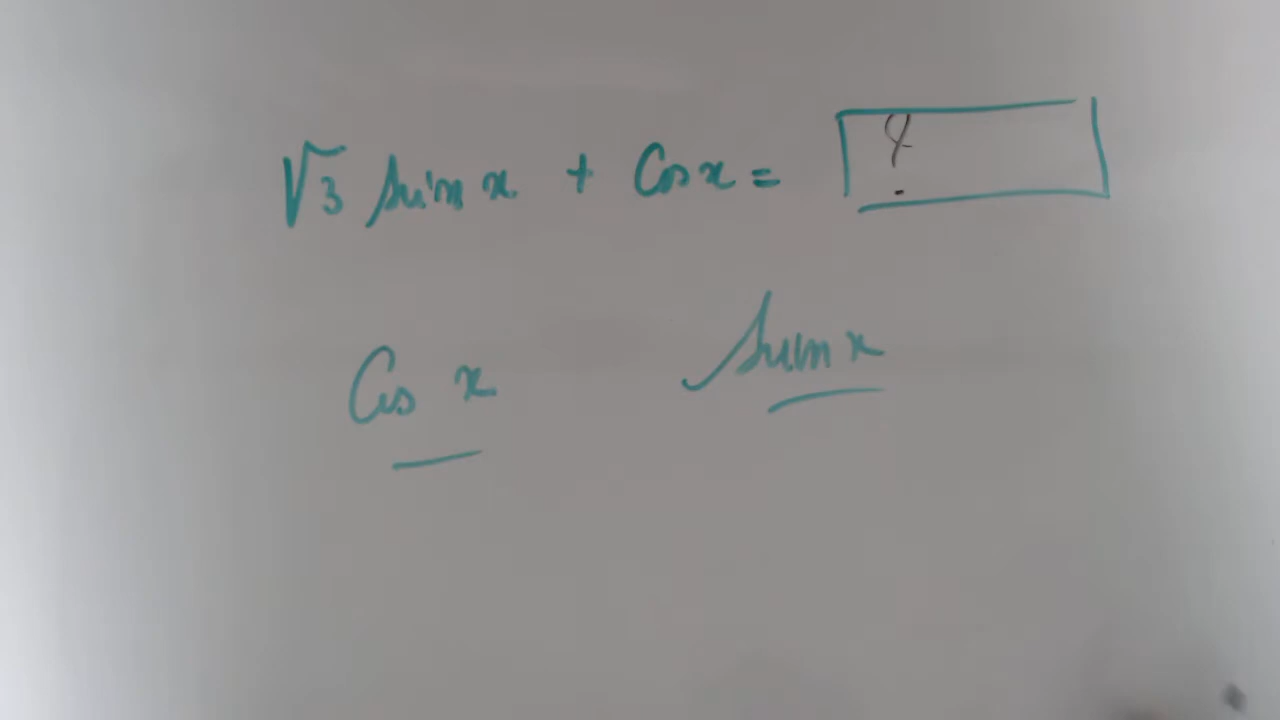 √3 sin x + Cos x = ?
Cos x sin x